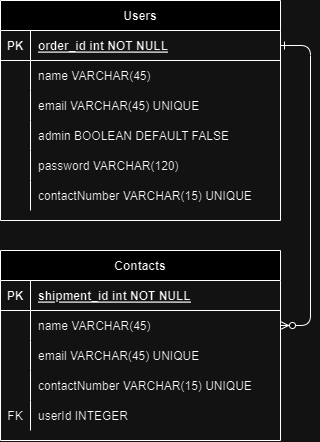 Users
PK order_id int NOT NULL
name VARCHAR(45)
email VARCHAR(45) UNIQUE
admin BOOLEAN DEFAULT FALSE
password VARCHAR(120)
contactNumber VARCHAR(15) UNIQUE
Contacts
PK shipment_id int NOT NULL
name VARCHAR(45)
email VARCHAR(45) UNIQUE
contactNumber VARCHAR(15) UNIQUE
FK userId INTEGER